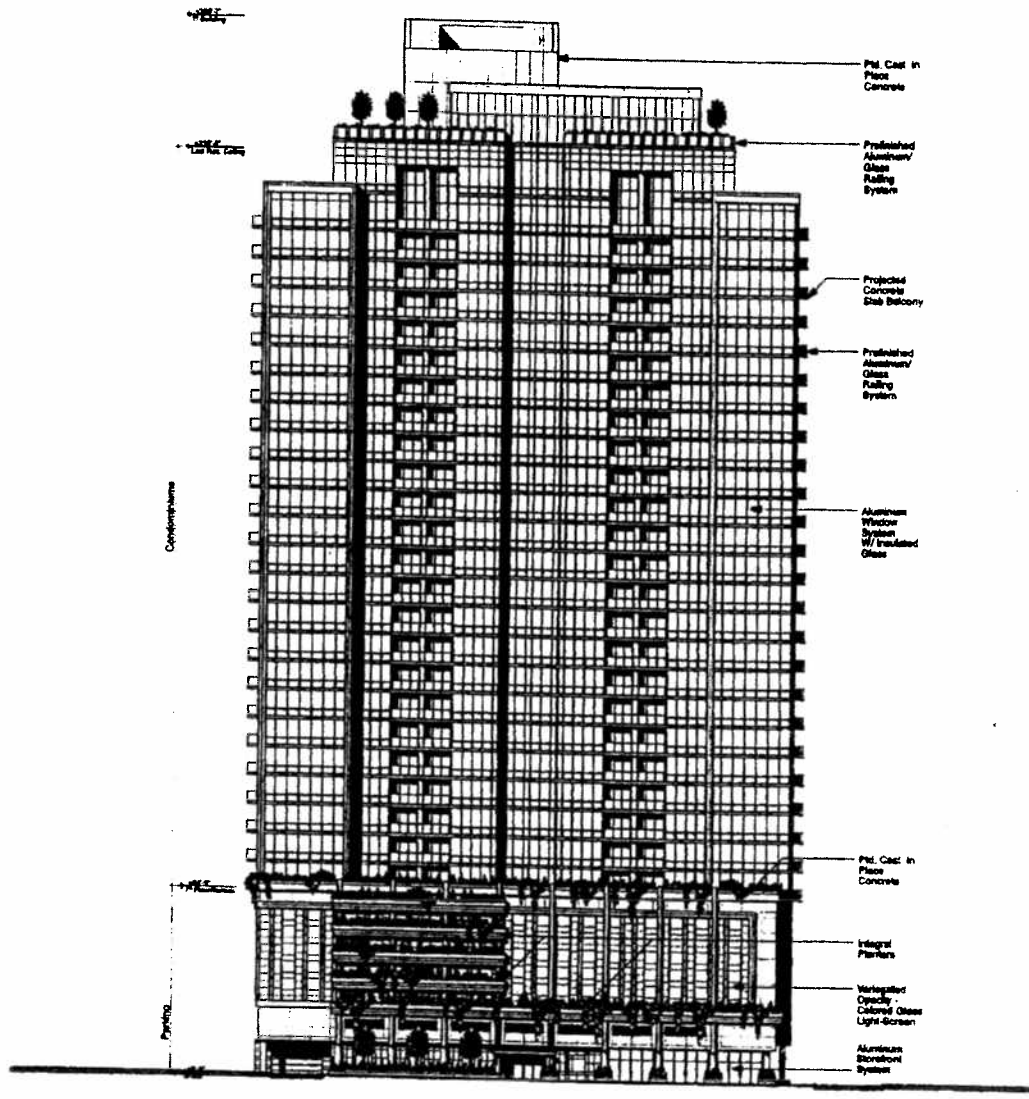 Ptd. Cast in
Place
Concrete
Prefinished
Aluminum/
Glass
Railing
System
Projected
Concrete
Slab Balcony
Prefinished
Aluminum/
Glass
Railing
System
Condominiums
Aluminum
Window
System
W/ Insulated
Glass
Ptd. Cast in
Place
Concrete
Integral
Planters
Parking
Variegated
Opacity -
Colored Glass
Light-Screen
Aluminum
Storefront
System